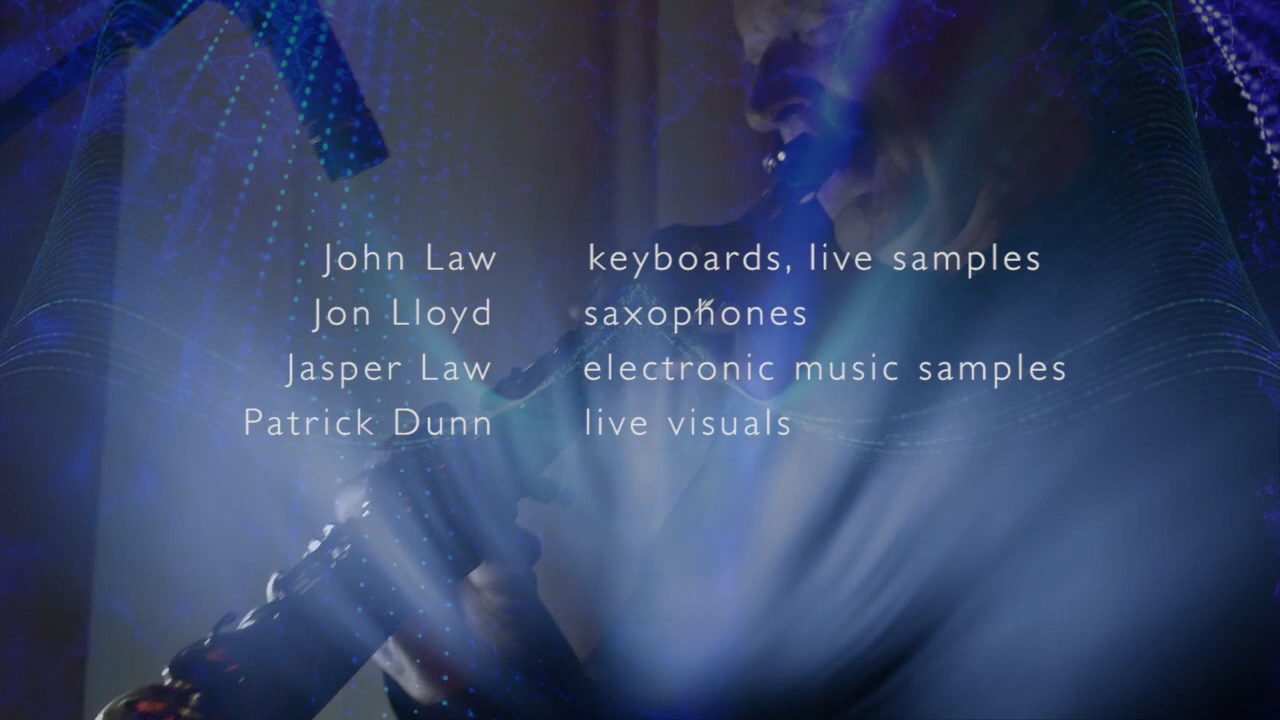 John Law keyboards, live samples
Jon Lloyd saxophones
Jasper Law electronic music samples
Patrick Dunn live visuals